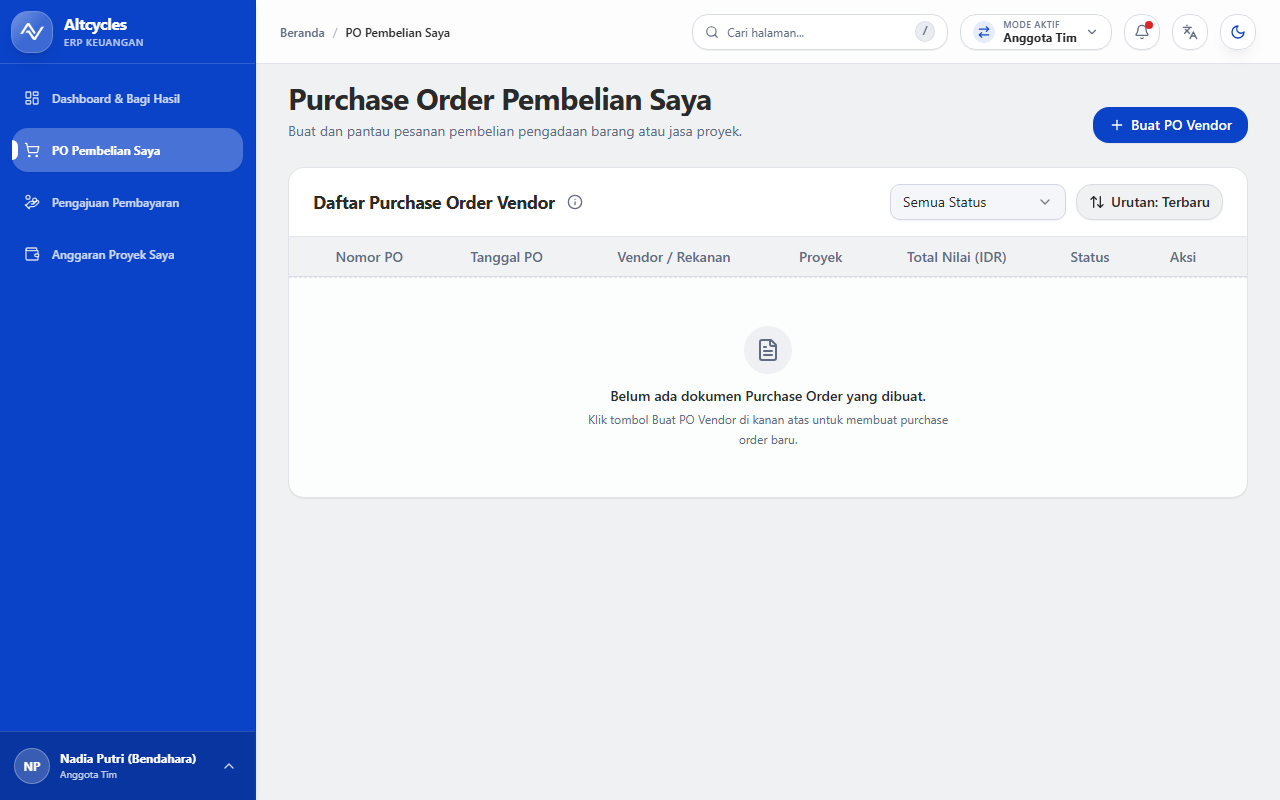 Altcycles
ERP KEUANGAN
Dashboard & Bagi Hasil
PO Pembelian Saya
Pengajuan Pembayaran
Anggaran Proyek Saya
NP
Nadia Putri (Bendahara)
Anggota Tim
Beranda / PO Pembelian Saya
Cari halaman... /
MODE AKTIF
Anggota Tim
Purchase Order Pembelian Saya
Buat dan pantau pesanan pembelian pengadaan barang atau jasa proyek.
+ Buat PO Vendor
Daftar Purchase Order Vendor
Semua Status
Urutan: Terbaru
Nomor PO Tanggal PO Vendor / Rekanan Proyek Total Nilai (IDR) Status Aksi
Belum ada dokumen Purchase Order yang dibuat.
Klik tombol Buat PO Vendor di kanan atas untuk membuat purchase
order baru.